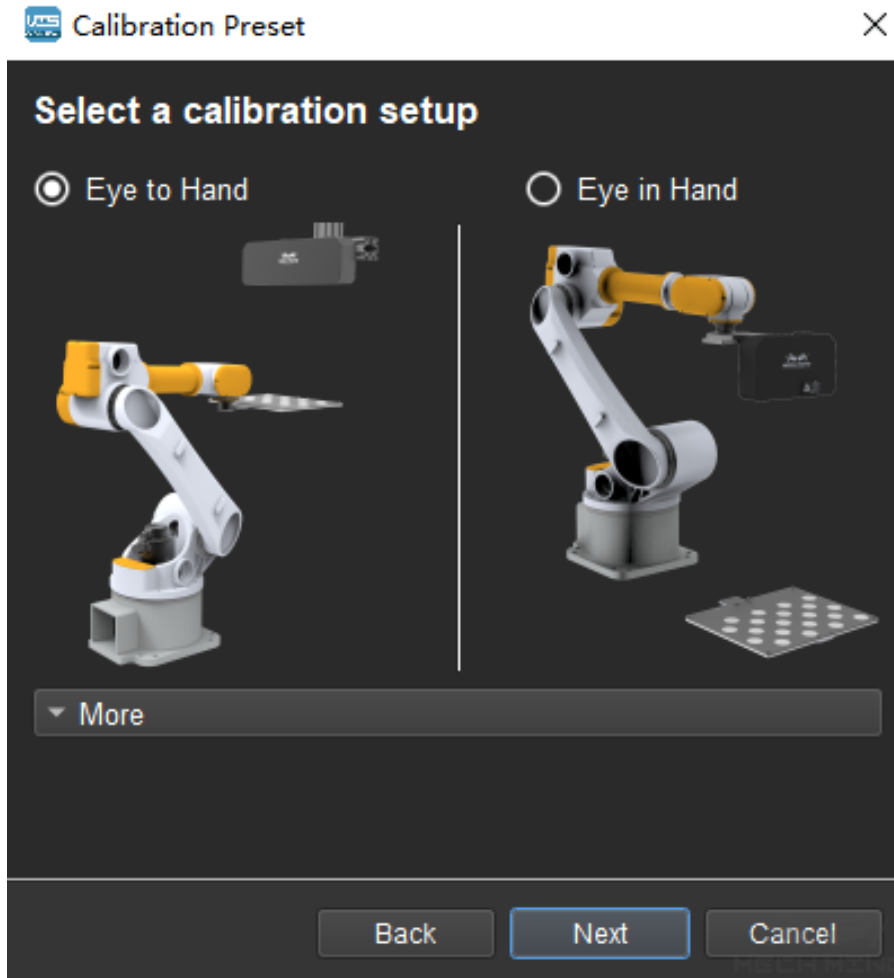 Calibration Preset
Select a calibration setup
Eye to Hand
Eye in Hand
More
Back
Next
Cancel